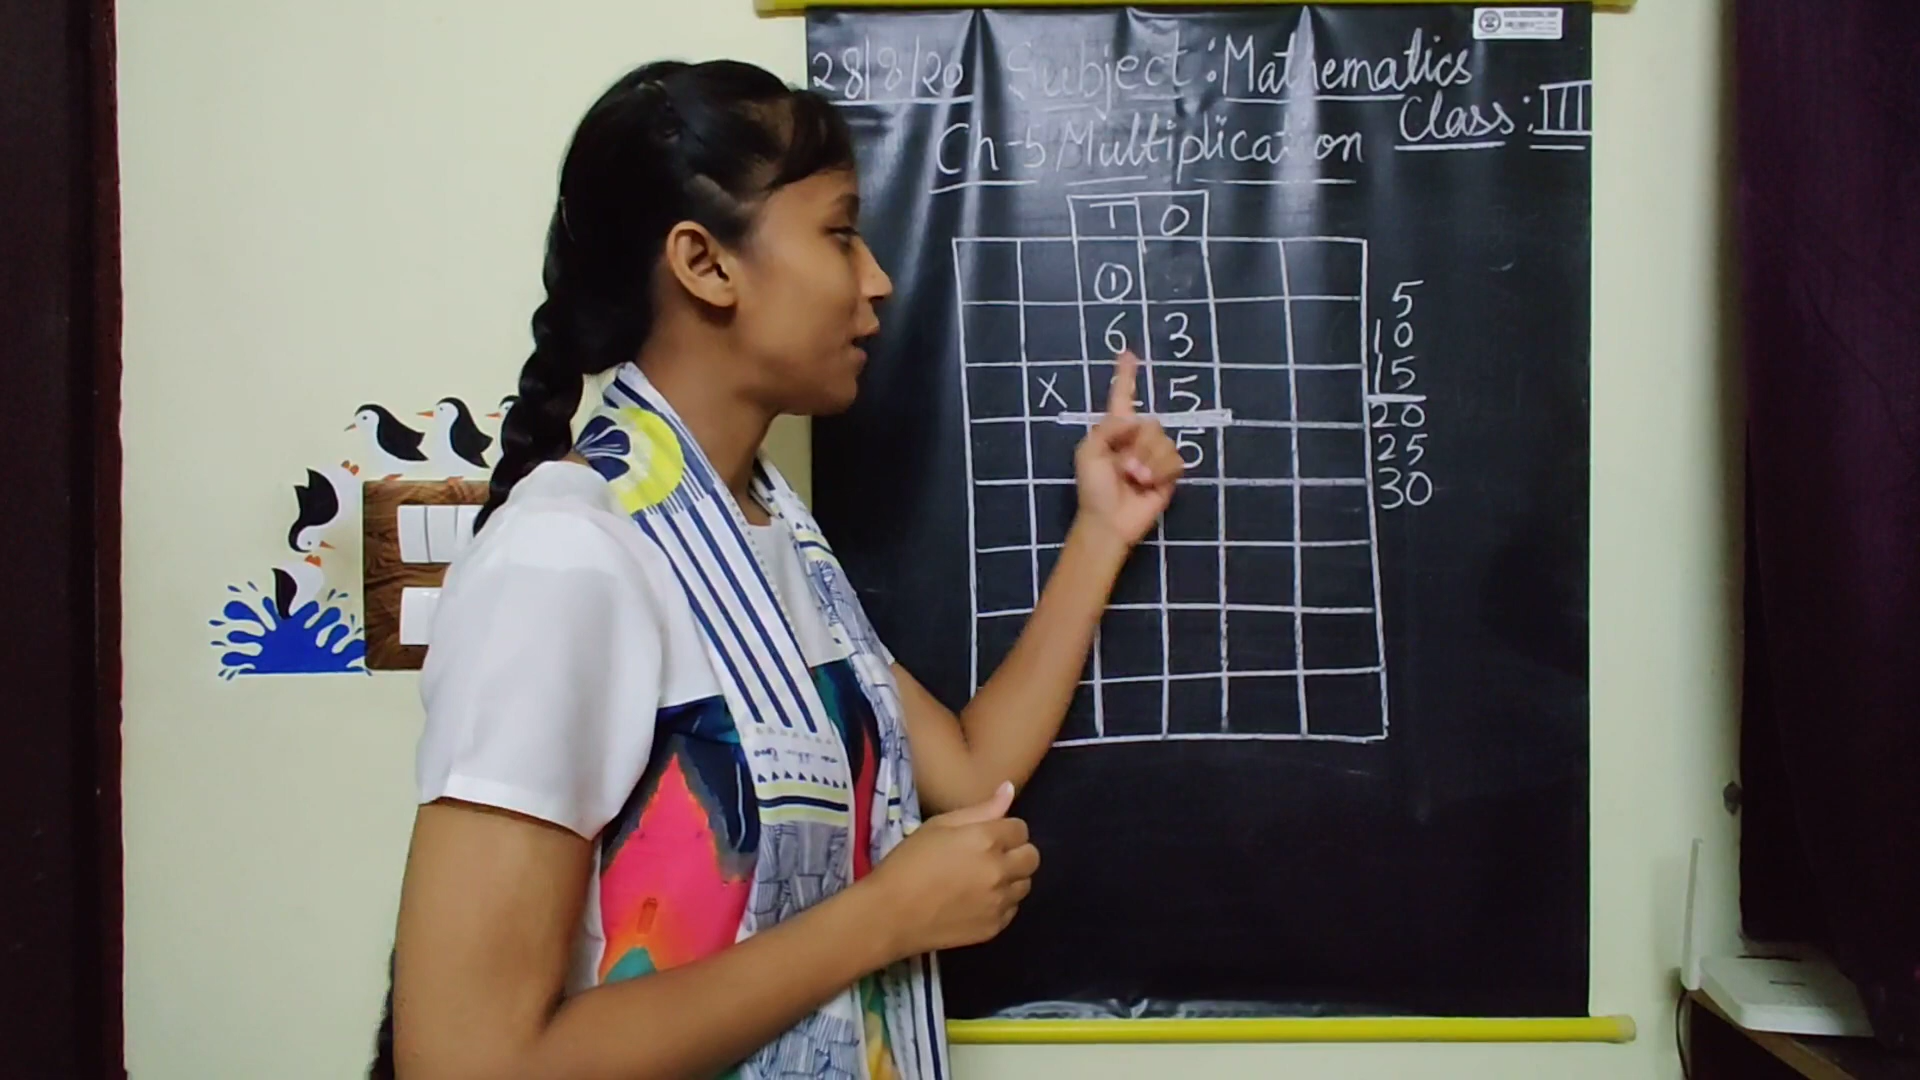 28/8/20 Subject : Mathematics
Class : III
Ch-5 Multiplication
T O
1
6 3
X 5
5
5
10
15
20
25
30